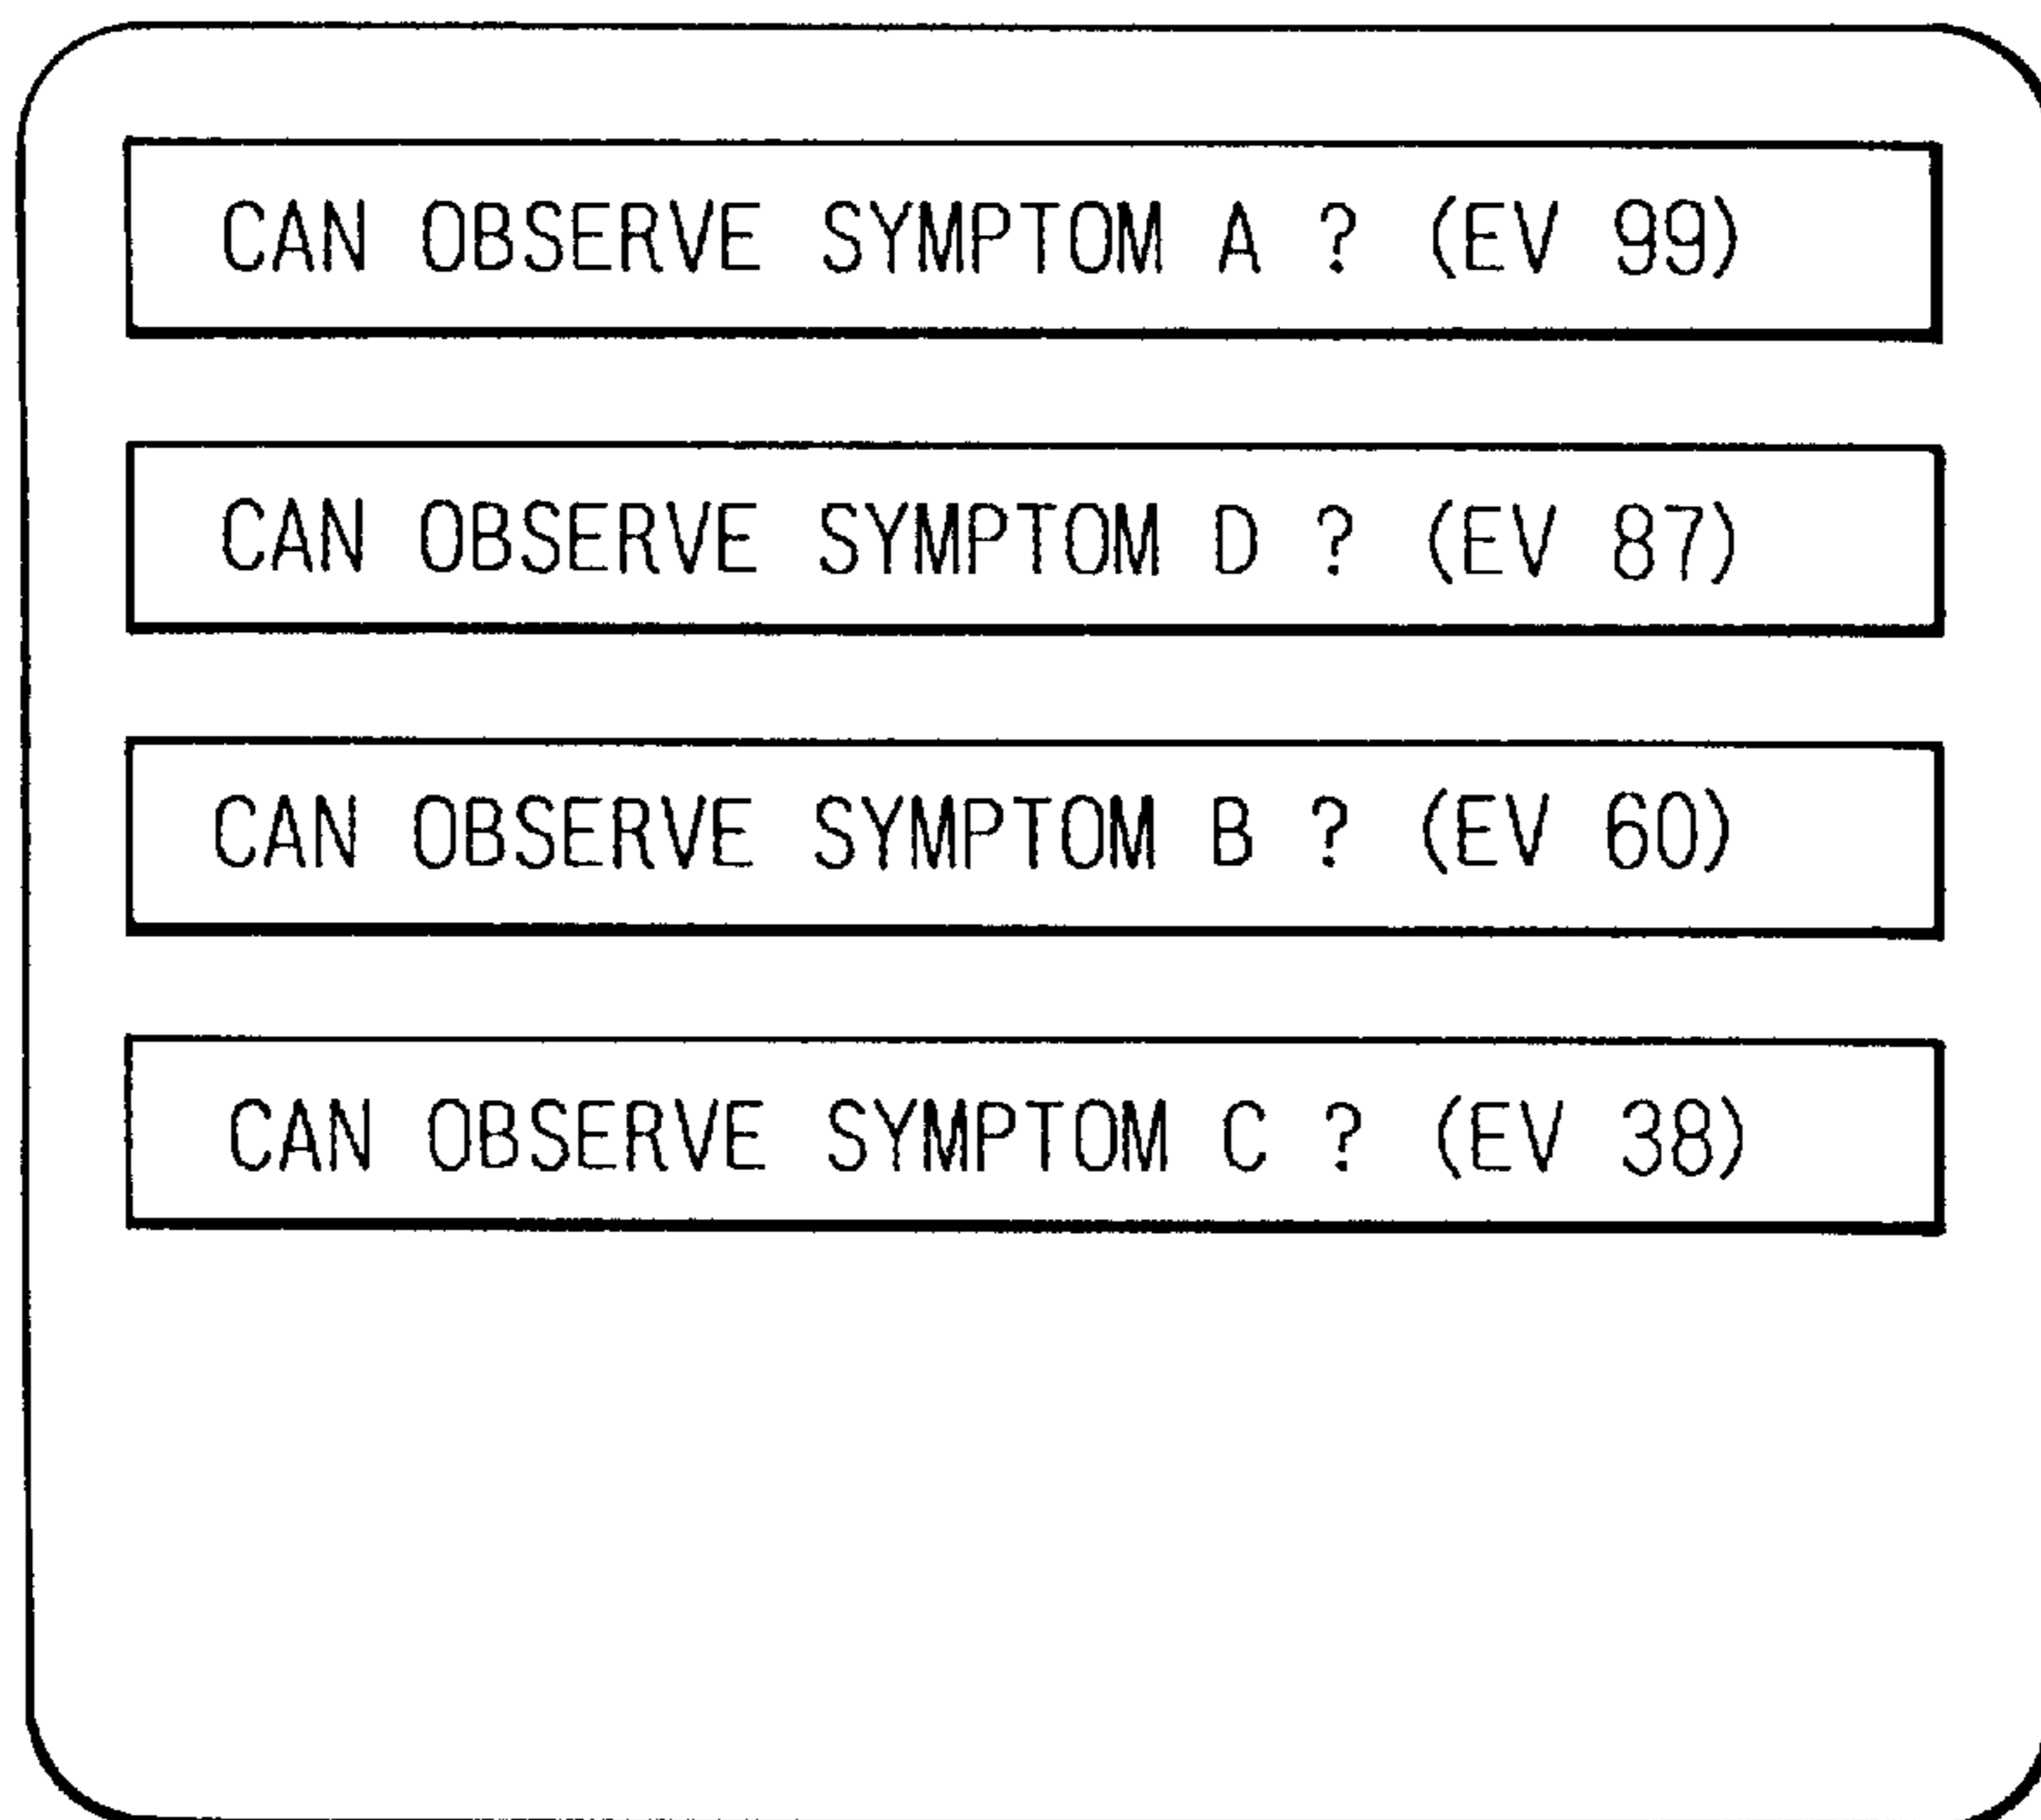 CAN OBSERVE SYMPTOM A ? (EV 99)
CAN OBSERVE SYMPTOM D ? (EV 87)
CAN OBSERVE SYMPTOM B ? (EV 60)
CAN OBSERVE SYMPTOM C ? (EV 38)